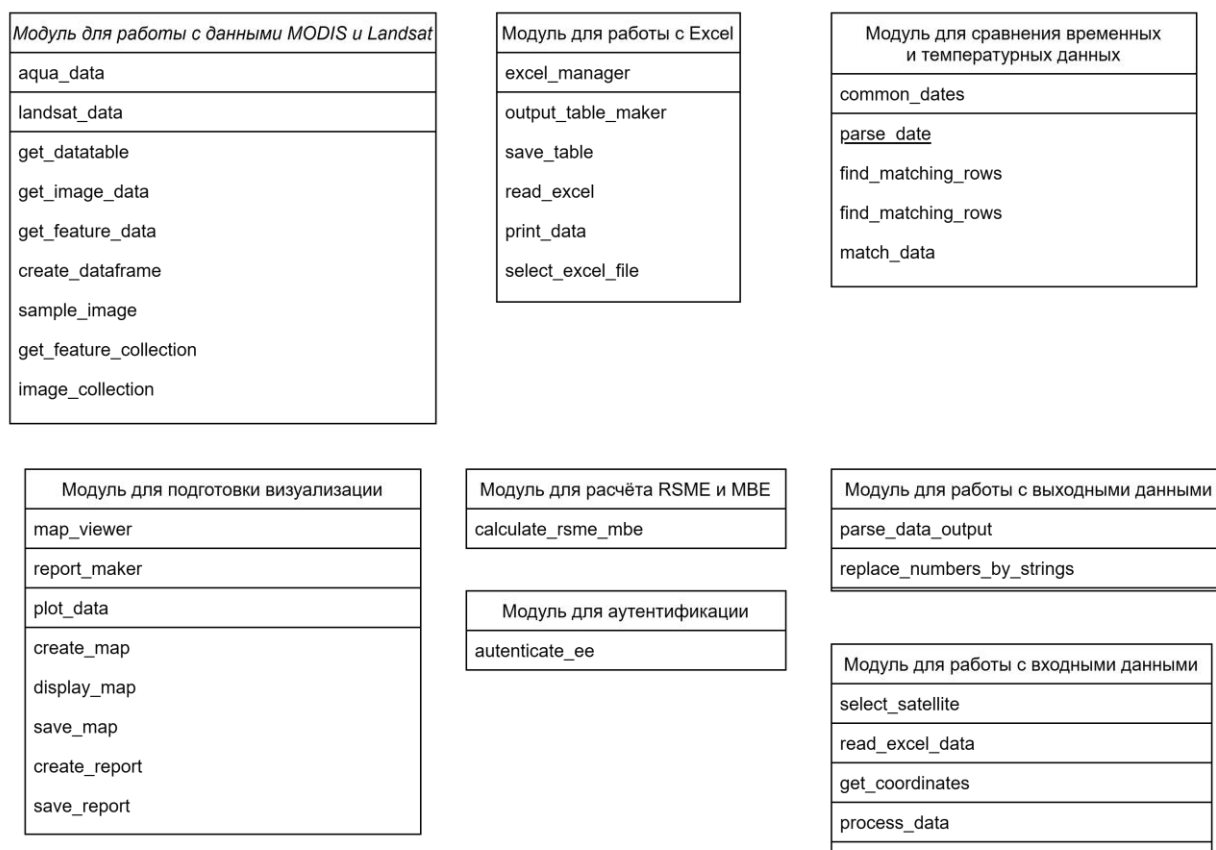 Модуль для работы с данными MODIS и Landsat
aqua_data
landsat_data
get_datatable
get_image_data
get_feature_data
create_dataframe
sample_image
get_feature_collection
image_collection
Модуль для работы с Excel
excel_manager
output_table_maker
save_table
read_excel
print_data
select_excel_file
Модуль для сравнения временных
и температурных данных
common_dates
parse_date
find_matching_rows
find_matching_rows
match_data
Модуль для подготовки визуализации
map_viewer
report_maker
plot_data
create_map
display_map
save_map
create_report
save_report
Модуль для расчёта RSME и MBE
calculate_rsme_mbe
Модуль для аутентификации
autenticate_ee
Модуль для работы с выходными данными
parse_data_output
replace_numbers_by_strings
Модуль для работы с входными данными
select_satellite
read_excel_data
get_coordinates
process_data